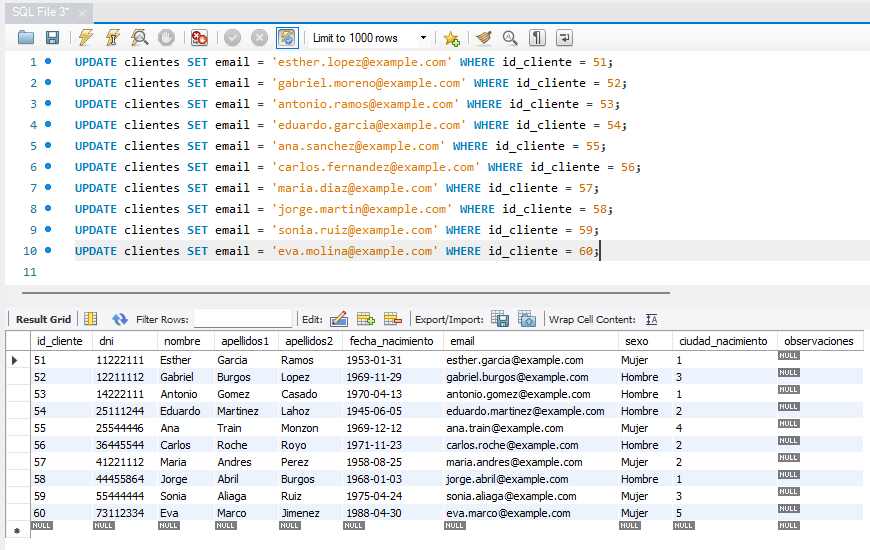 SQL File 3*
Limit to 1000 rows
1 UPDATE clientes SET email = 'esther.lopez@example.com' WHERE id_cliente = 51;
2 UPDATE clientes SET email = 'gabriel.moreno@example.com' WHERE id_cliente = 52;
3 UPDATE clientes SET email = 'antonio.ramos@example.com' WHERE id_cliente = 53;
4 UPDATE clientes SET email = 'eduardo.garcia@example.com' WHERE id_cliente = 54;
5 UPDATE clientes SET email = 'ana.sanchez@example.com' WHERE id_cliente = 55;
6 UPDATE clientes SET email = 'carlos.fernandez@example.com' WHERE id_cliente = 56;
7 UPDATE clientes SET email = 'maria.diaz@example.com' WHERE id_cliente = 57;
8 UPDATE clientes SET email = 'jorge.martin@example.com' WHERE id_cliente = 58;
9 UPDATE clientes SET email = 'sonia.ruiz@example.com' WHERE id_cliente = 59;
10 UPDATE clientes SET email = 'eva.molina@example.com' WHERE id_cliente = 60;
11
Result Grid Filter Rows: Edit: Export/Import: Wrap Cell Content:
id_cliente dni nombre apellidos1 apellidos2 fecha_nacimiento email sexo ciudad_nacimiento observaciones
51 11222111 Esther Garcia Ramos 1953-01-31 esther.garcia@example.com Mujer 1 NULL
52 12211112 Gabriel Burgos Lopez 1969-11-29 gabriel.burgos@example.com Hombre 3 NULL
53 14222111 Antonio Gomez Casado 1970-04-13 antonio.gomez@example.com Hombre 1 NULL
54 25111244 Eduardo Martinez Lahoz 1945-06-05 eduardo.martinez@example.com Hombre 2 NULL
55 25544446 Ana Train Monzon 1969-12-12 ana.train@example.com Mujer 4 NULL
56 36445544 Carlos Roche Royo 1971-11-23 carlos.roche@example.com Hombre 2 NULL
57 41221112 Maria Andres Perez 1958-08-25 maria.andres@example.com Mujer 2 NULL
58 44455864 Jorge Abril Burgos 1968-01-03 jorge.abril@example.com Hombre 1 NULL
59 55444444 Sonia Aliaga Ruiz 1975-04-24 sonia.aliaga@example.com Mujer 3 NULL
60 73112334 Eva Marco Jimenez 1988-04-30 eva.marco@example.com Mujer 5 NULL
NULL NULL NULL NULL NULL NULL NULL NULL NULL NULL